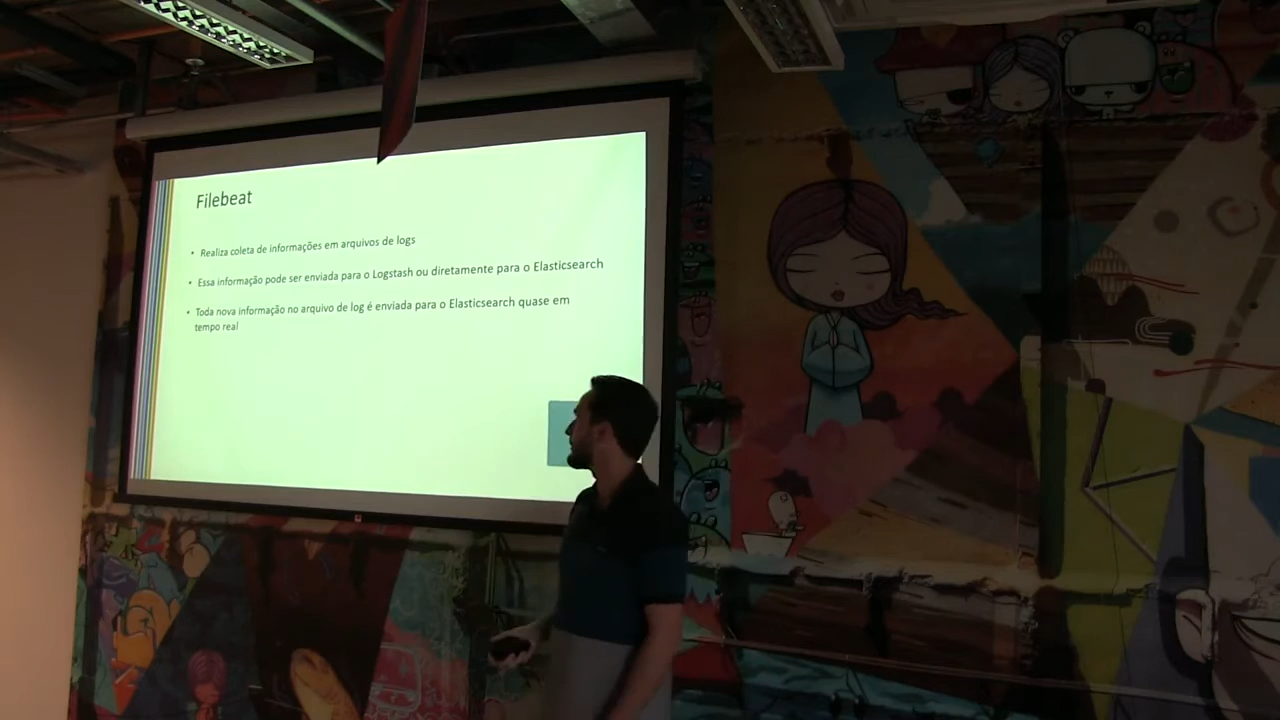 Filebeat
• Realiza coleta de informações em arquivos de logs
• Essa informação pode ser enviada para o Logstash ou diretamente para o Elasticsearch
• Toda nova informação no arquivo de log é enviada para o Elasticsearch quase em
tempo real